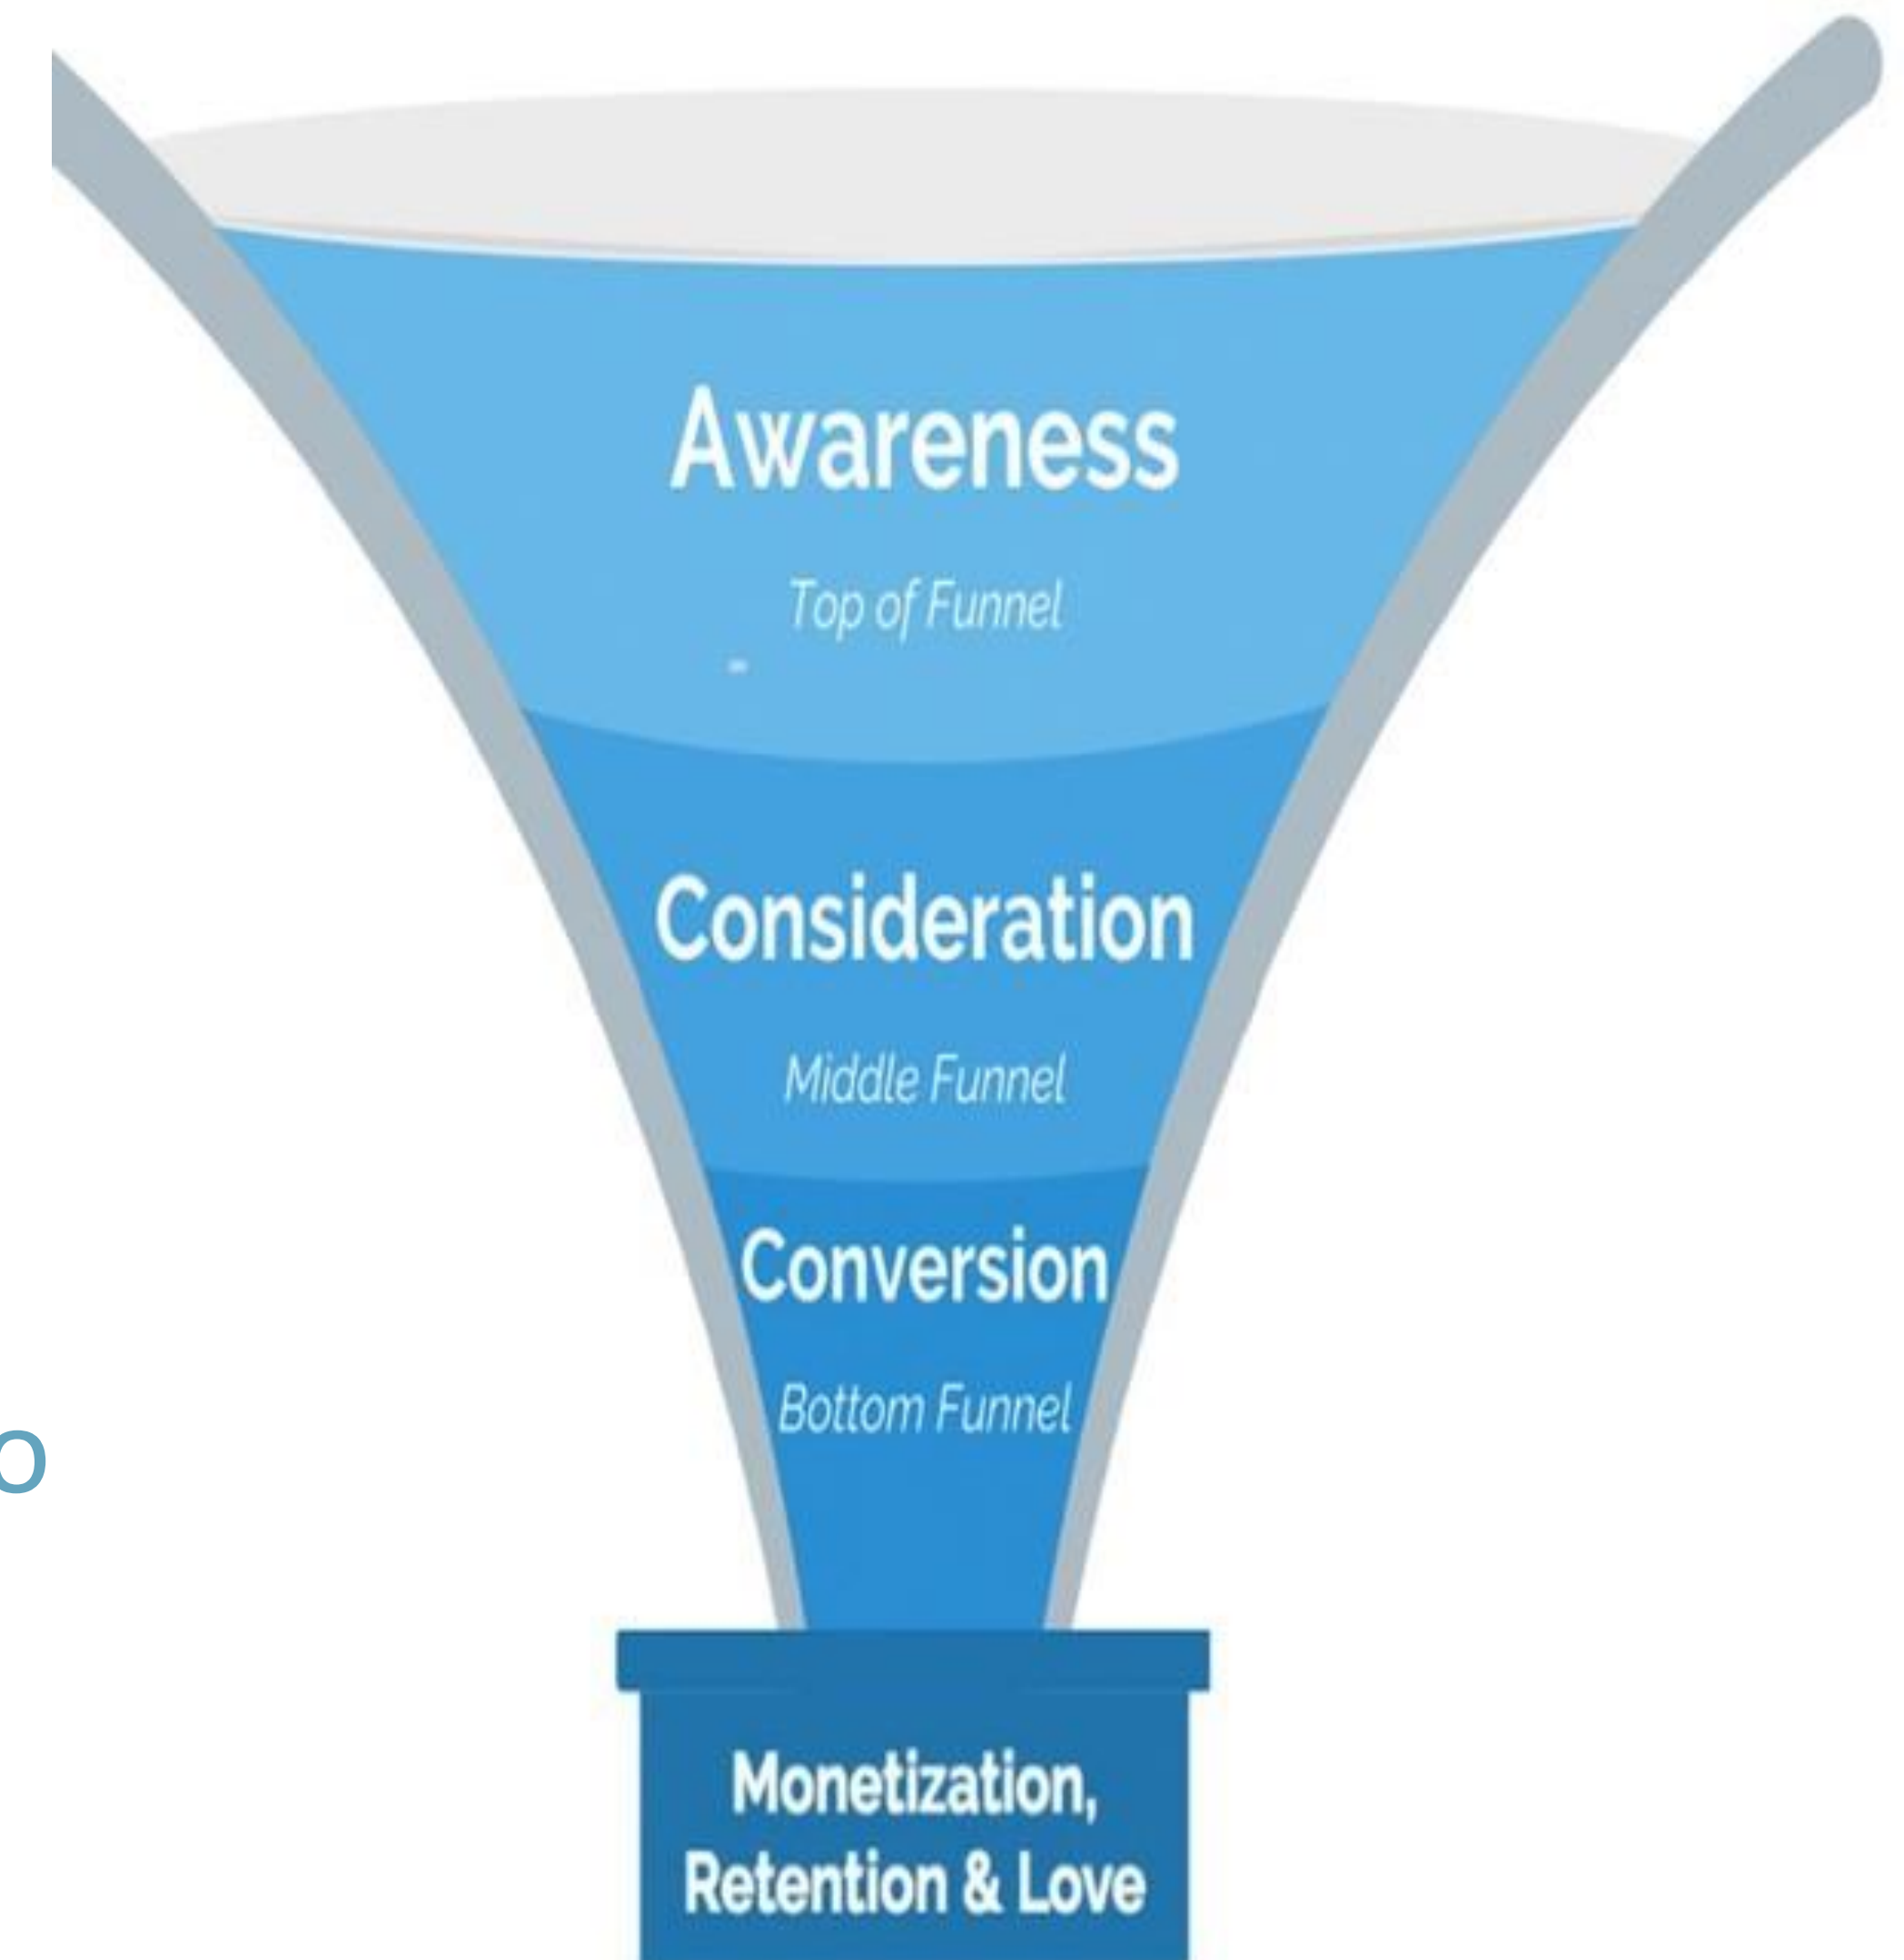 Awareness
Top of Funnel
-
Consideration
Middle Funnel
Conversion
Bottom Funnel
o
Monetization,
Retention & Love